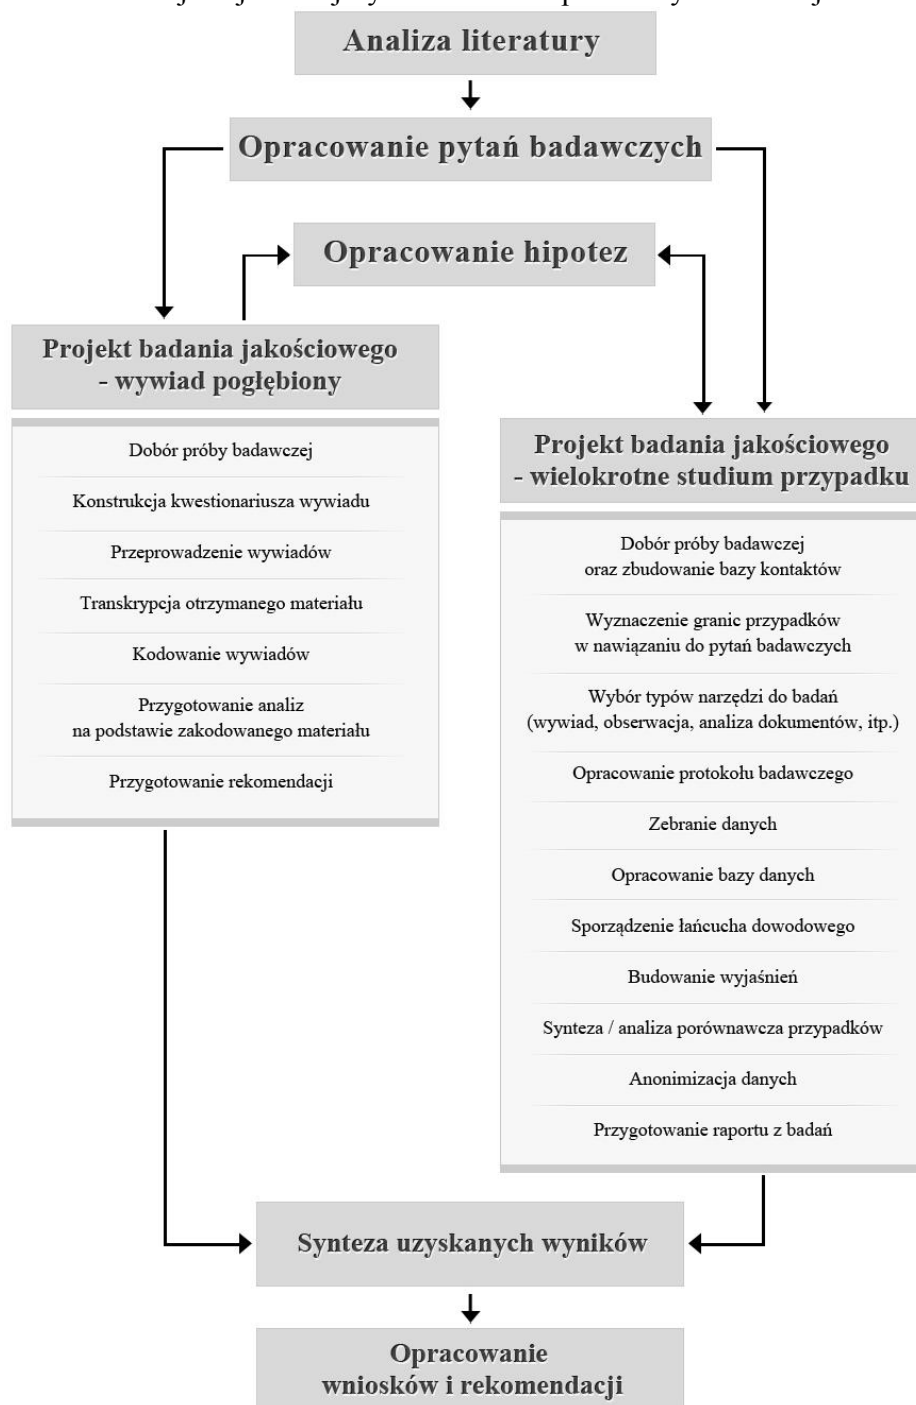 Analiza literatury
Opracowanie pytań badawczych
Opracowanie hipotez
Projekt badania jakościowego
- wywiad pogłębiony
Dobór próby badawczej
Konstrukcja kwestionariusza wywiadu
Przeprowadzenie wywiadów
Transkrypcja otrzymanego materiału
Kodowanie wywiadów
Przygotowanie analiz
na podstawie zakodowanego materiału
Przygotowanie rekomendacji
Projekt badania jakościowego
- wielokrotne studium przypadku
Dobór próby badawczej
oraz zbudowanie bazy kontaktów
Wyznaczenie granic przypadków
w nawiązaniu do pytań badawczych
Wybór typów narzędzi do badań
(wywiad, obserwacja, analiza dokumentów, itp.)
Opracowanie protokołu badawczego
Zebranie danych
Opracowanie bazy danych
Sporządzenie łańcucha dowodowego
Budowanie wyjaśnień
Synteza / analiza porównawcza przypadków
Anonimizacja danych
Przygotowanie raportu z badań
Synteza uzyskanych wyników
Opracowanie
wniosków i rekomendacji